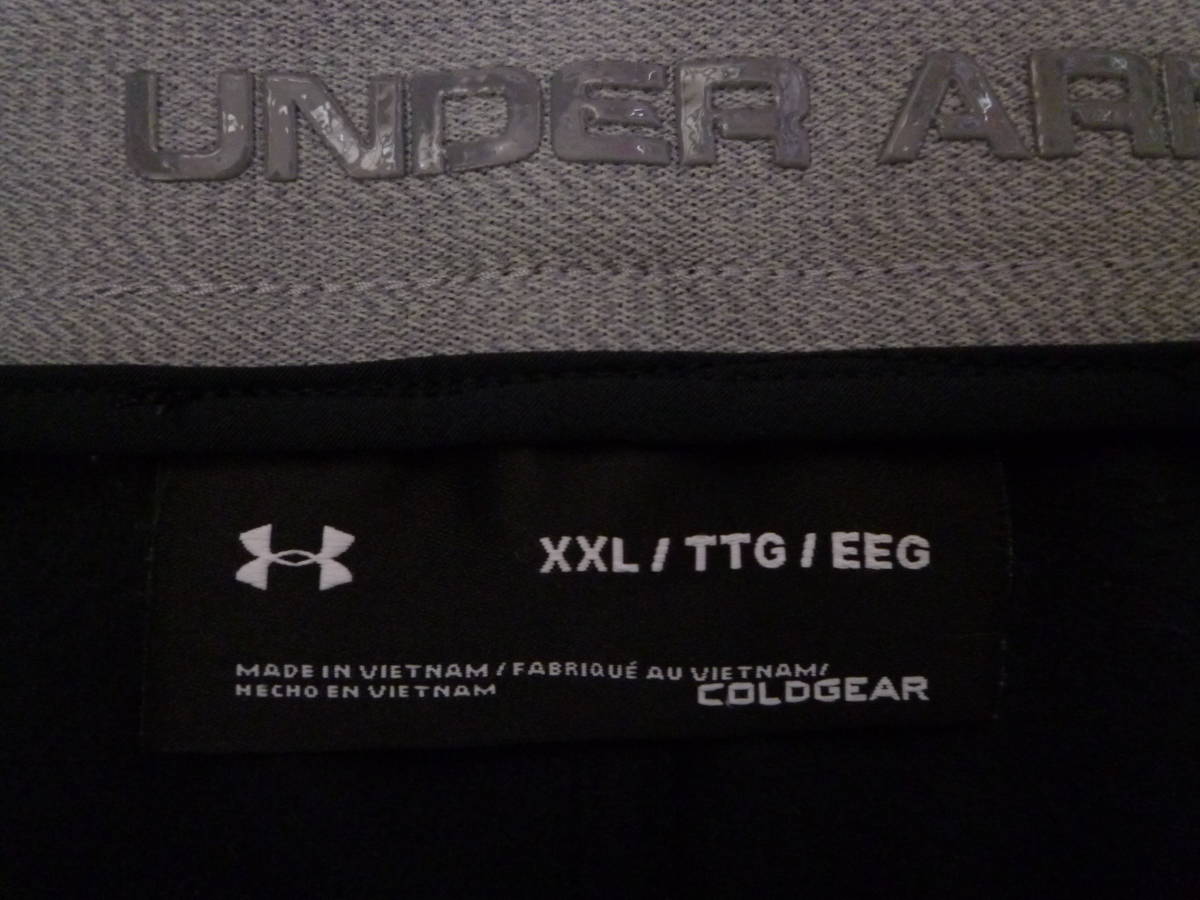 UNDER AR
XXL / TTG / EEG
MADE IN VIETNAM / FABRIQUÉ AU VIETNAM/
HECHO EN VIETNAM
COLDGEAR